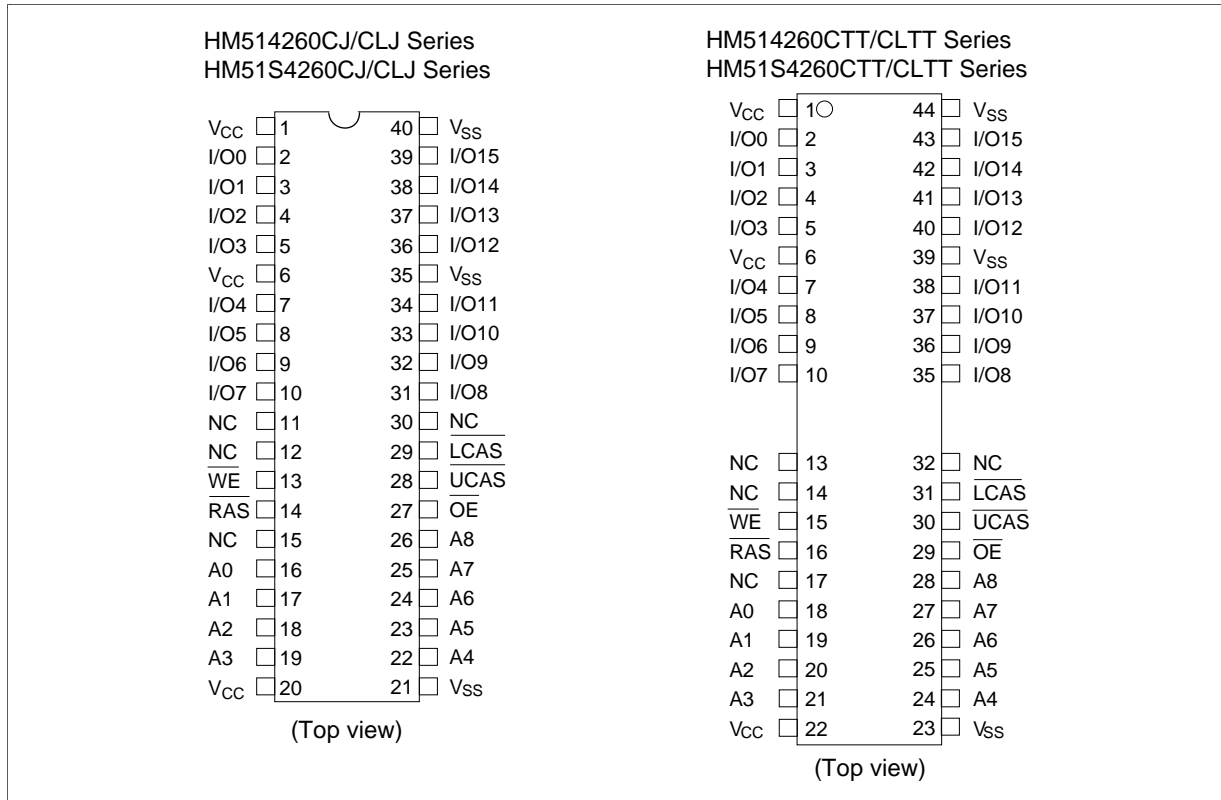 HM514260CJ/CLJ Series
HM51S4260CJ/CLJ Series
VCC 1 40 VSS
I/O0 2 39 I/O15
I/O1 3 38 I/O14
I/O2 4 37 I/O13
I/O3 5 36 I/O12
VCC 6 35 VSS
I/O4 7 34 I/O11
I/O5 8 33 I/O10
I/O6 9 32 I/O9
I/O7 10 31 I/O8
NC 11 30 NC
NC 12 29 LCAS
WE 13 28 UCAS
RAS 14 27 OE
NC 15 26 A8
A0 16 25 A7
A1 17 24 A6
A2 18 23 A5
A3 19 22 A4
VCC 20 21 VSS
(Top view)
HM514260CTT/CLTT Series
HM51S4260CTT/CLTT Series
VCC 1 44 VSS
I/O0 2 43 I/O15
I/O1 3 42 I/O14
I/O2 4 41 I/O13
I/O3 5 40 I/O12
VCC 6 39 VSS
I/O4 7 38 I/O11
I/O5 8 37 I/O10
I/O6 9 36 I/O9
I/O7 10 35 I/O8
NC 13 32 NC
NC 14 31 LCAS
WE 15 30 UCAS
RAS 16 29 OE
NC 17 28 A8
A0 18 27 A7
A1 19 26 A6
A2 20 25 A5
A3 21 24 A4
VCC 22 23 VSS
(Top view)